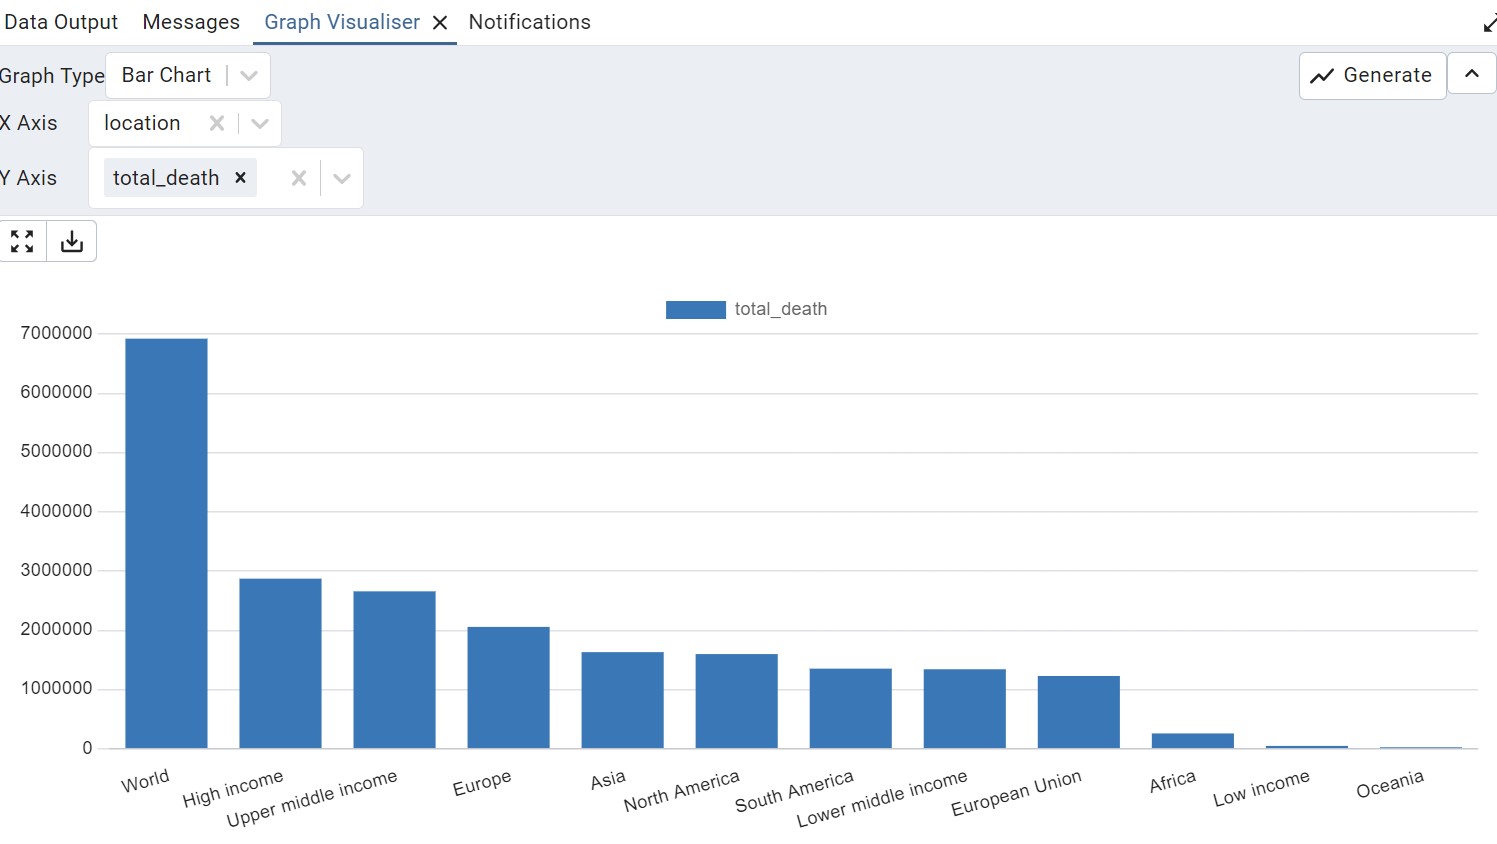 Data Output Messages Graph Visualiser Notifications
Graph Type Bar Chart Generate
X Axis location
Y Axis total_death
total_death
7000000
6000000
5000000
4000000
3000000
2000000
1000000
0
World High income Upper middle income Europe Asia North America South America Lower middle income European Union Africa Low income Oceania